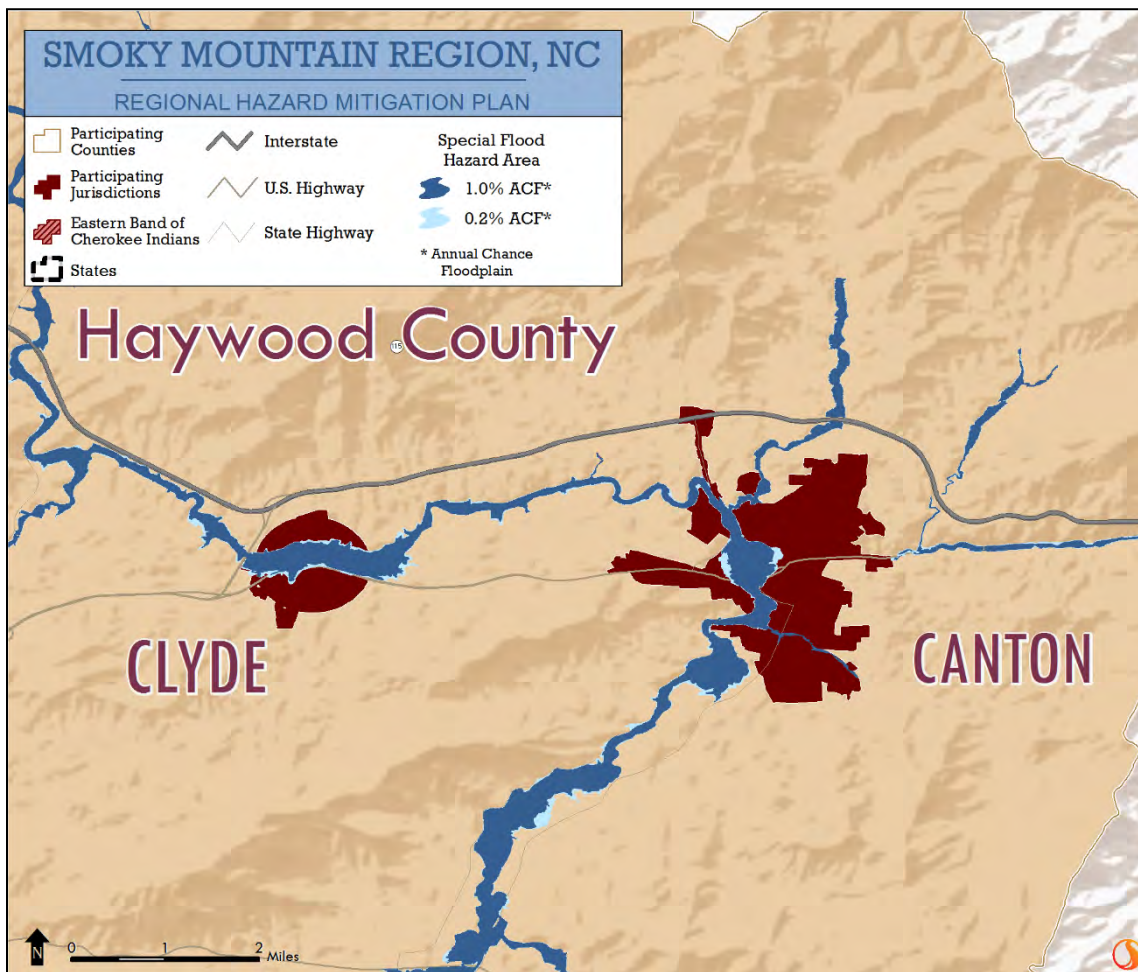 SMOKY MOUNTAIN REGION, NC
REGIONAL HAZARD MITIGATION PLAN
Participating
Counties
Participating
Jurisdictions
Eastern Band of
Cherokee Indians
States
Interstate
U.S. Highway
State Highway
Special Flood
Hazard Area
1.0% ACF*
0.2% ACF*
* Annual Chance
Floodplain
Haywood County
115
CLYDE
CANTON
N
0 1 2
Miles